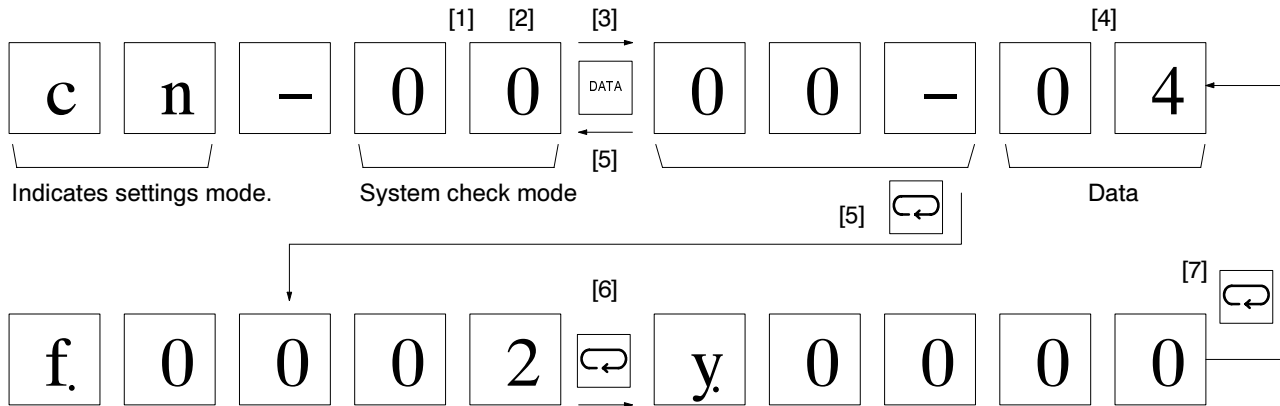 [1] [2] [3] [4]
c n – 0 0 DATA 0 0 – 0 4
[5]
Indicates settings mode. System check mode Data
[5]
[6] [7]
f. 0 0 0 2 y. 0 0 0 0